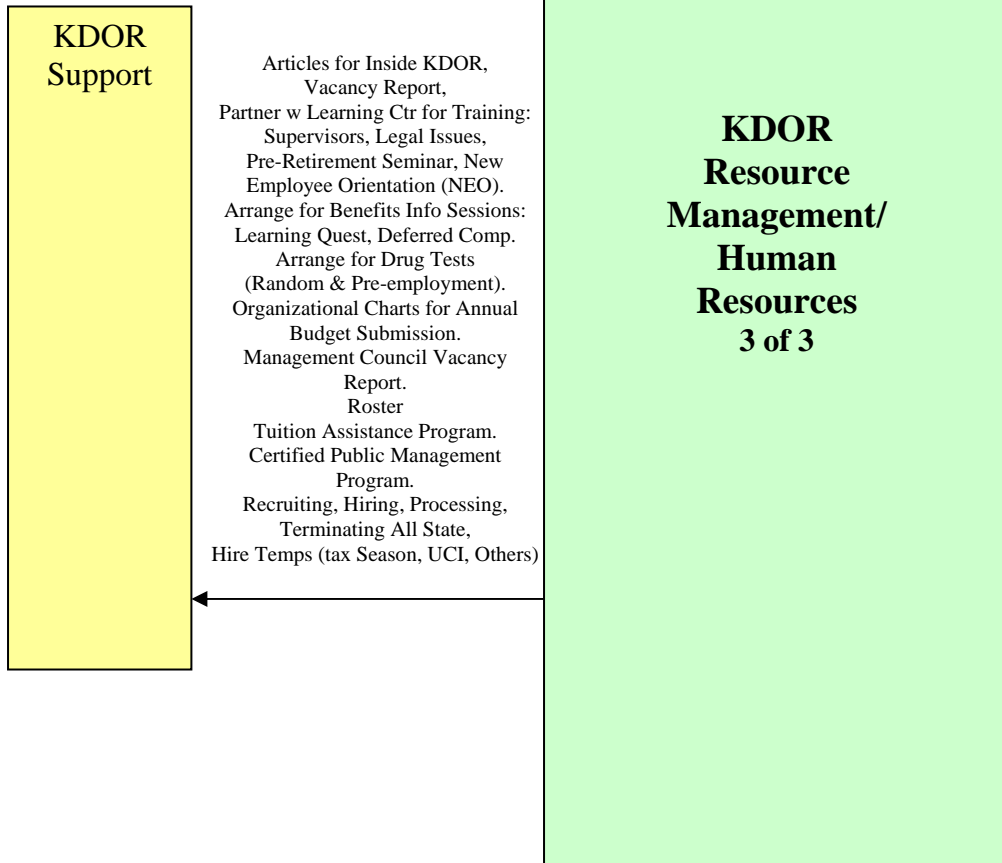 KDOR
Support
Articles for Inside KDOR,
Vacancy Report,
Partner w Learning Ctr for Training:
Supervisors, Legal Issues,
Pre-Retirement Seminar, New
Employee Orientation (NEO).
Arrange for Benefits Info Sessions:
Learning Quest, Deferred Comp.
Arrange for Drug Tests
(Random & Pre-employment).
Organizational Charts for Annual
Budget Submission.
Management Council Vacancy
Report.
Roster
Tuition Assistance Program.
Certified Public Management
Program.
Recruiting, Hiring, Processing,
Terminating All State,
Hire Temps (tax Season, UCI, Others)
KDOR
Resource
Management/
Human
Resources
3 of 3